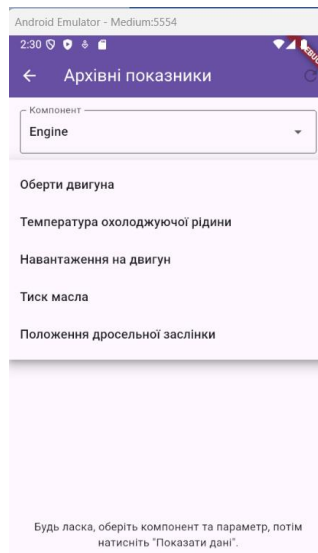 Android Emulator - Medium:5554
2:30
Архівні показники
Компонент
Engine
Оберти двигуна
Температура охолоджуючої рідини
Навантаження на двигун
Тиск масла
Положення дросельної заслінки
Будь ласка, оберіть компонент та параметр, потім
натисніть "Показати дані".